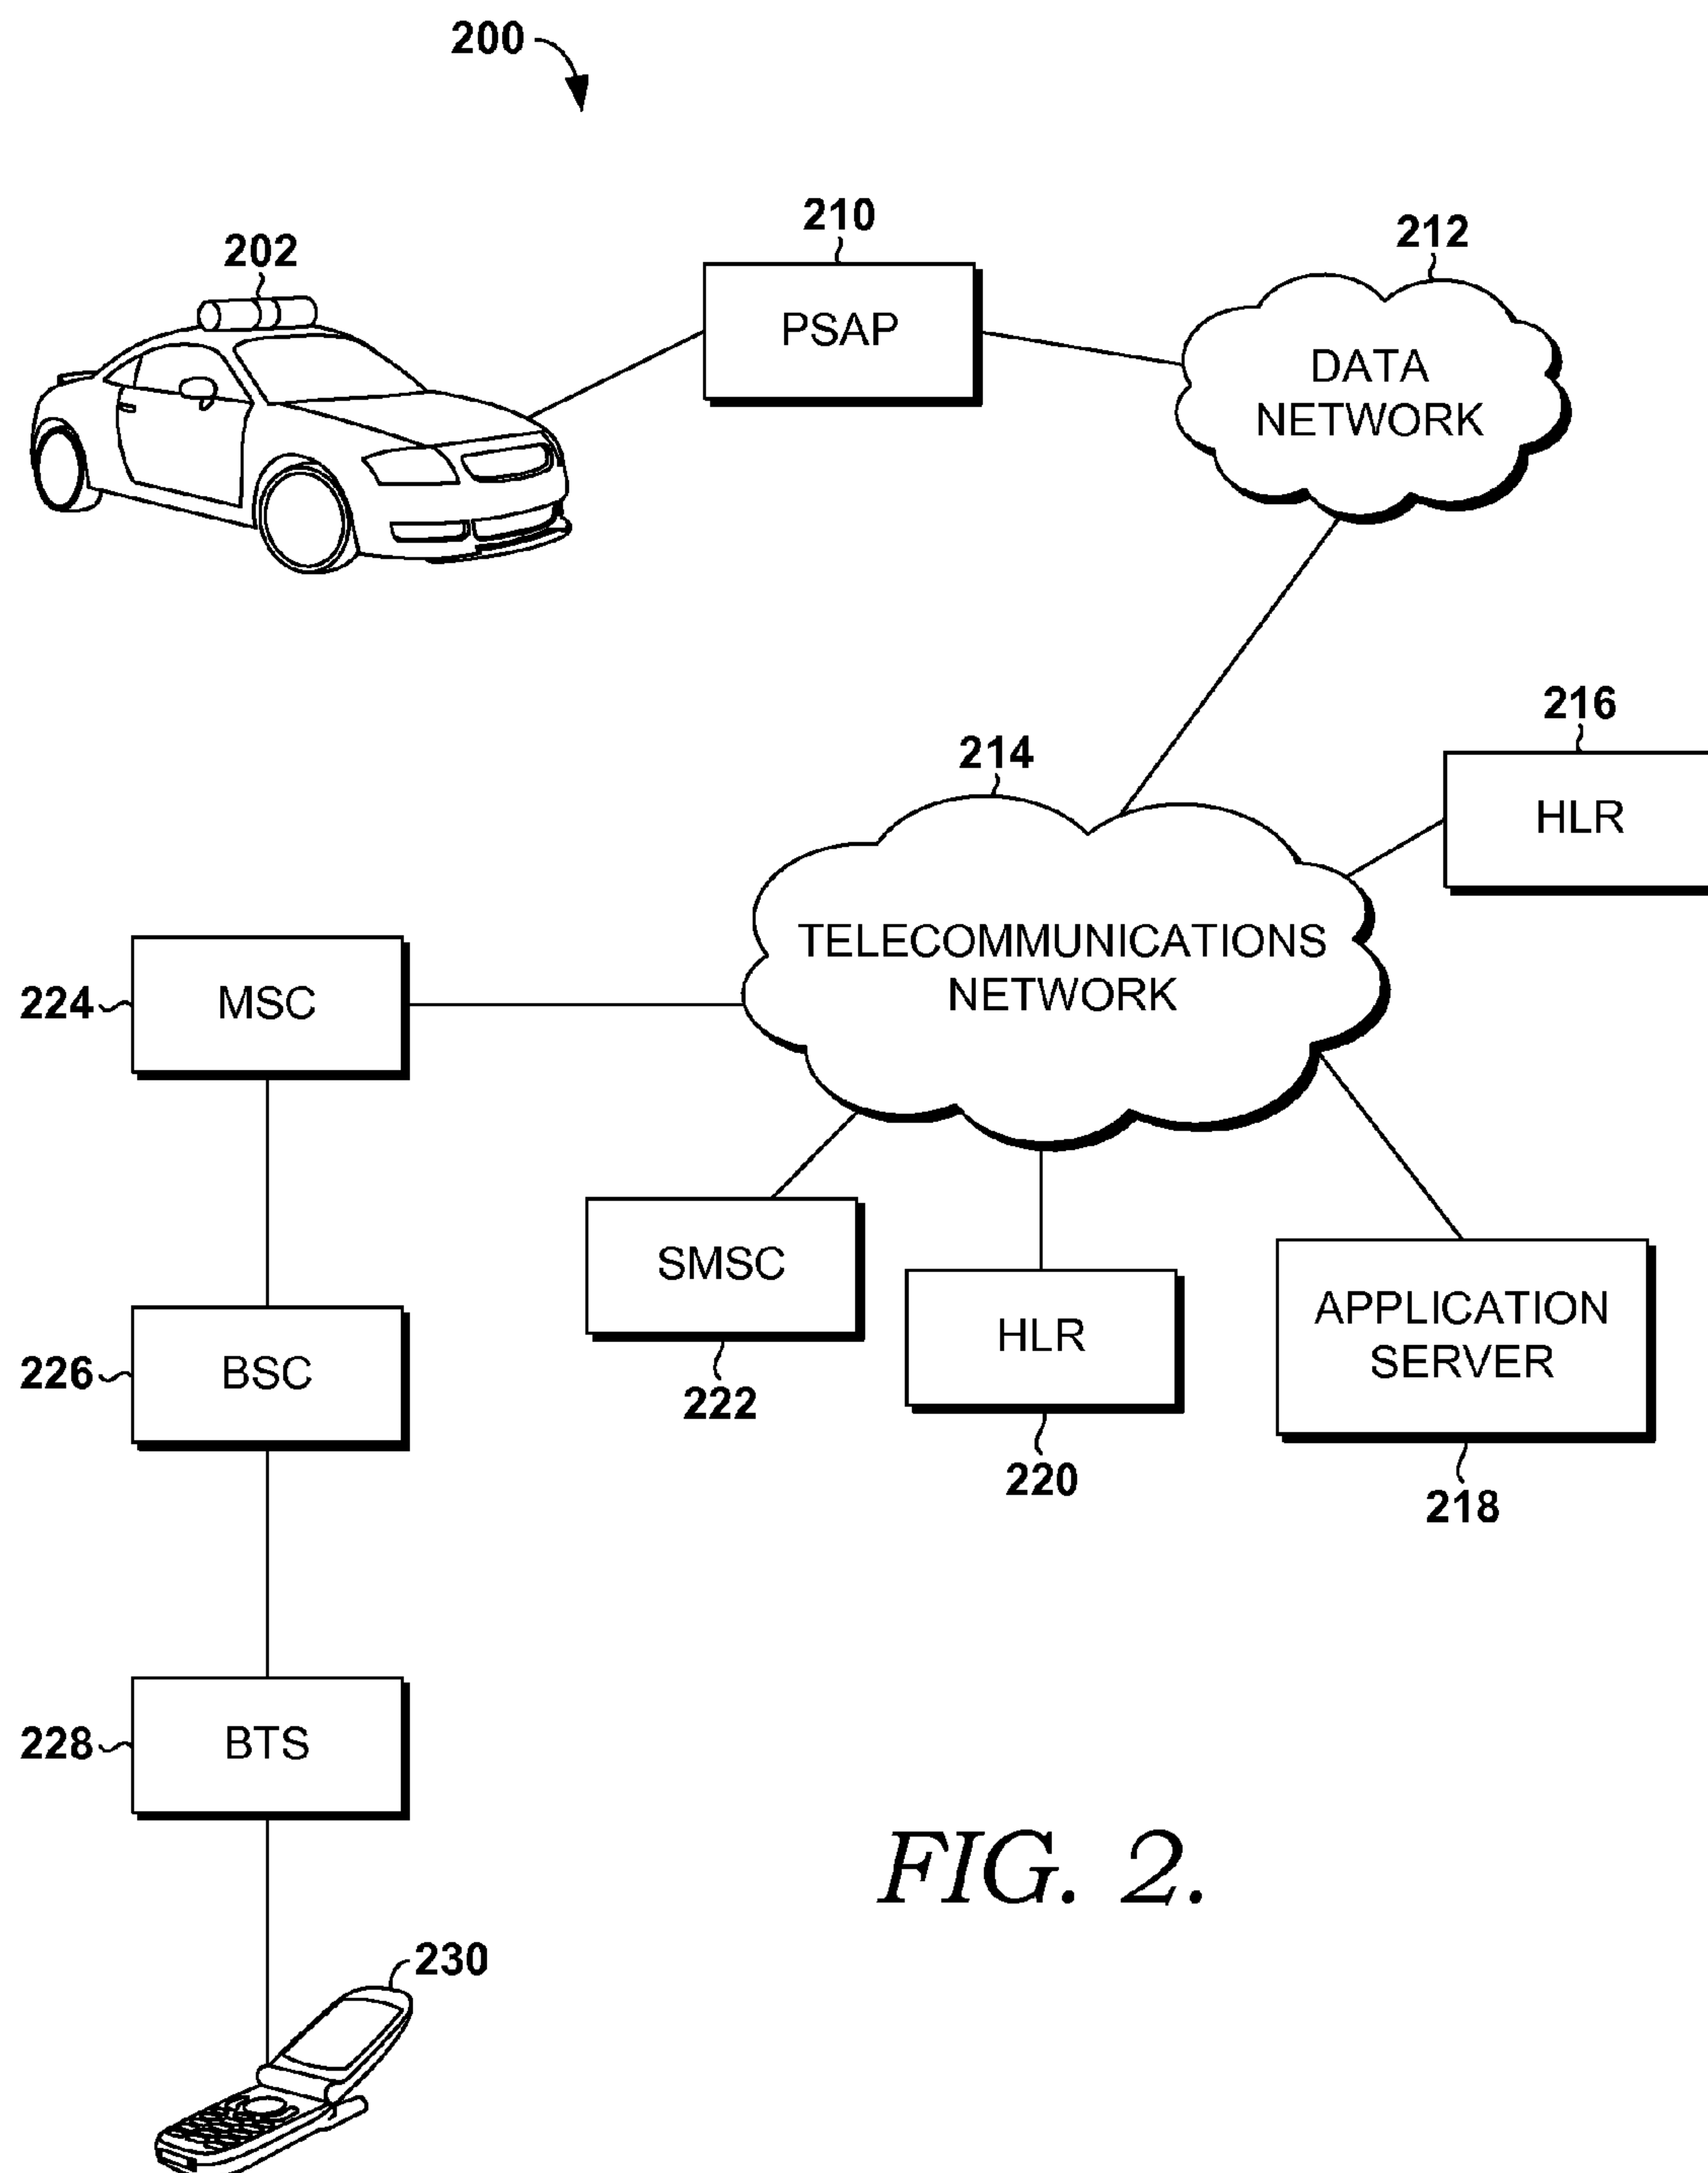 200
210
212
202
PSAP
DATA
NETWORK
216
214
HLR
TELECOMMUNICATIONS
NETWORK
224
MSC
SMSC
APPLICATION
SERVER
HLR
226
BSC
222
220
218
228
BTS
FIG. 2.
230